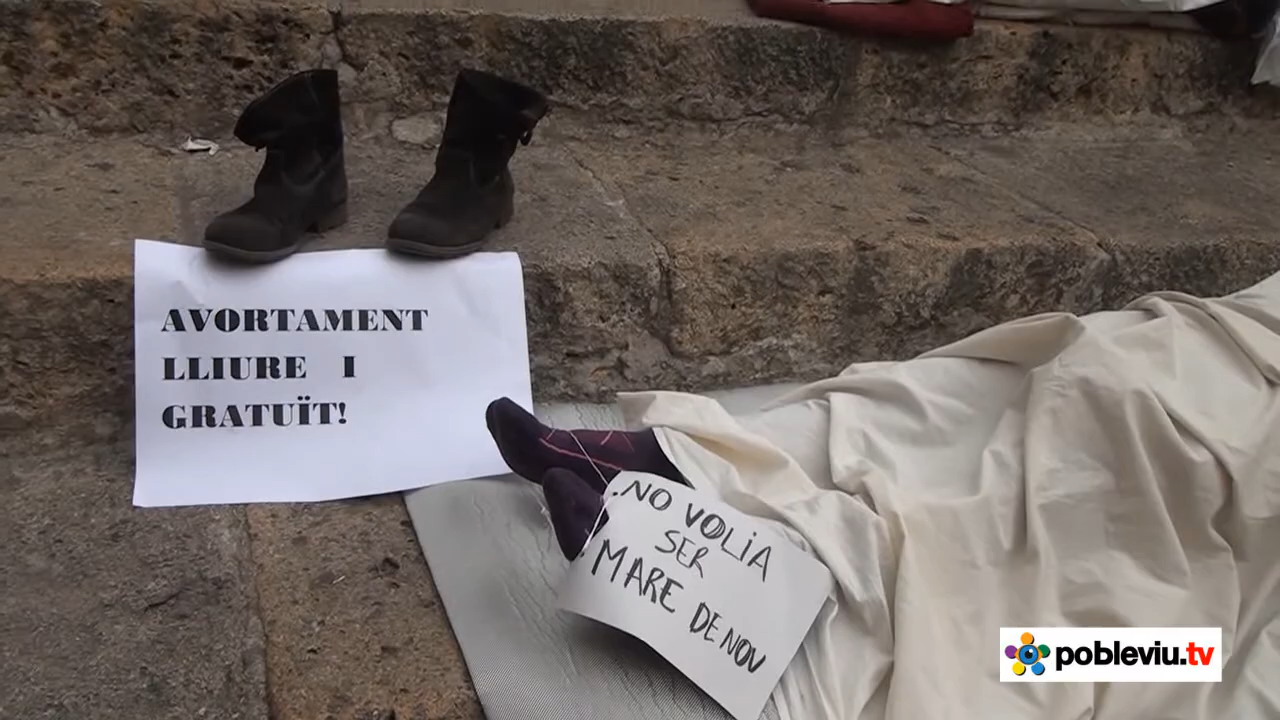 AVORTAMENT
LLIURE I
GRATUÏT!
.NO VOLIA
SER
MARE DE NOU
pobleviu.tv